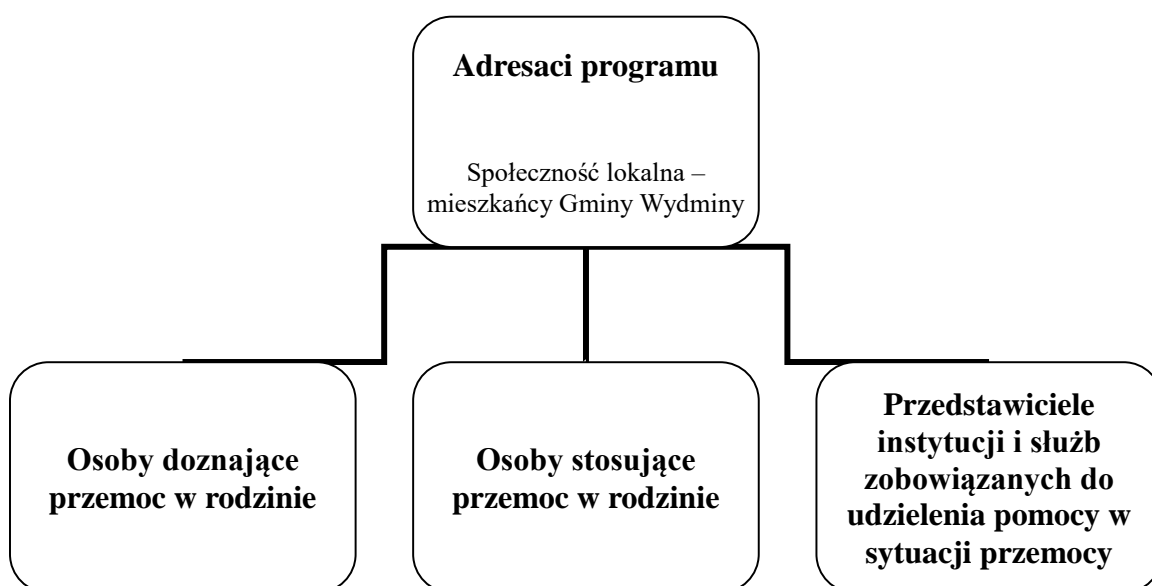 Adresaci programu
Społeczność lokalna –
mieszkańcy Gminy Wydminy
Osoby doznające
przemoc w rodzinie
Osoby stosujące
przemoc w rodzinie
Przedstawiciele
instytucji i służb
zobowiązanych do
udzielenia pomocy w
sytuacji przemocy